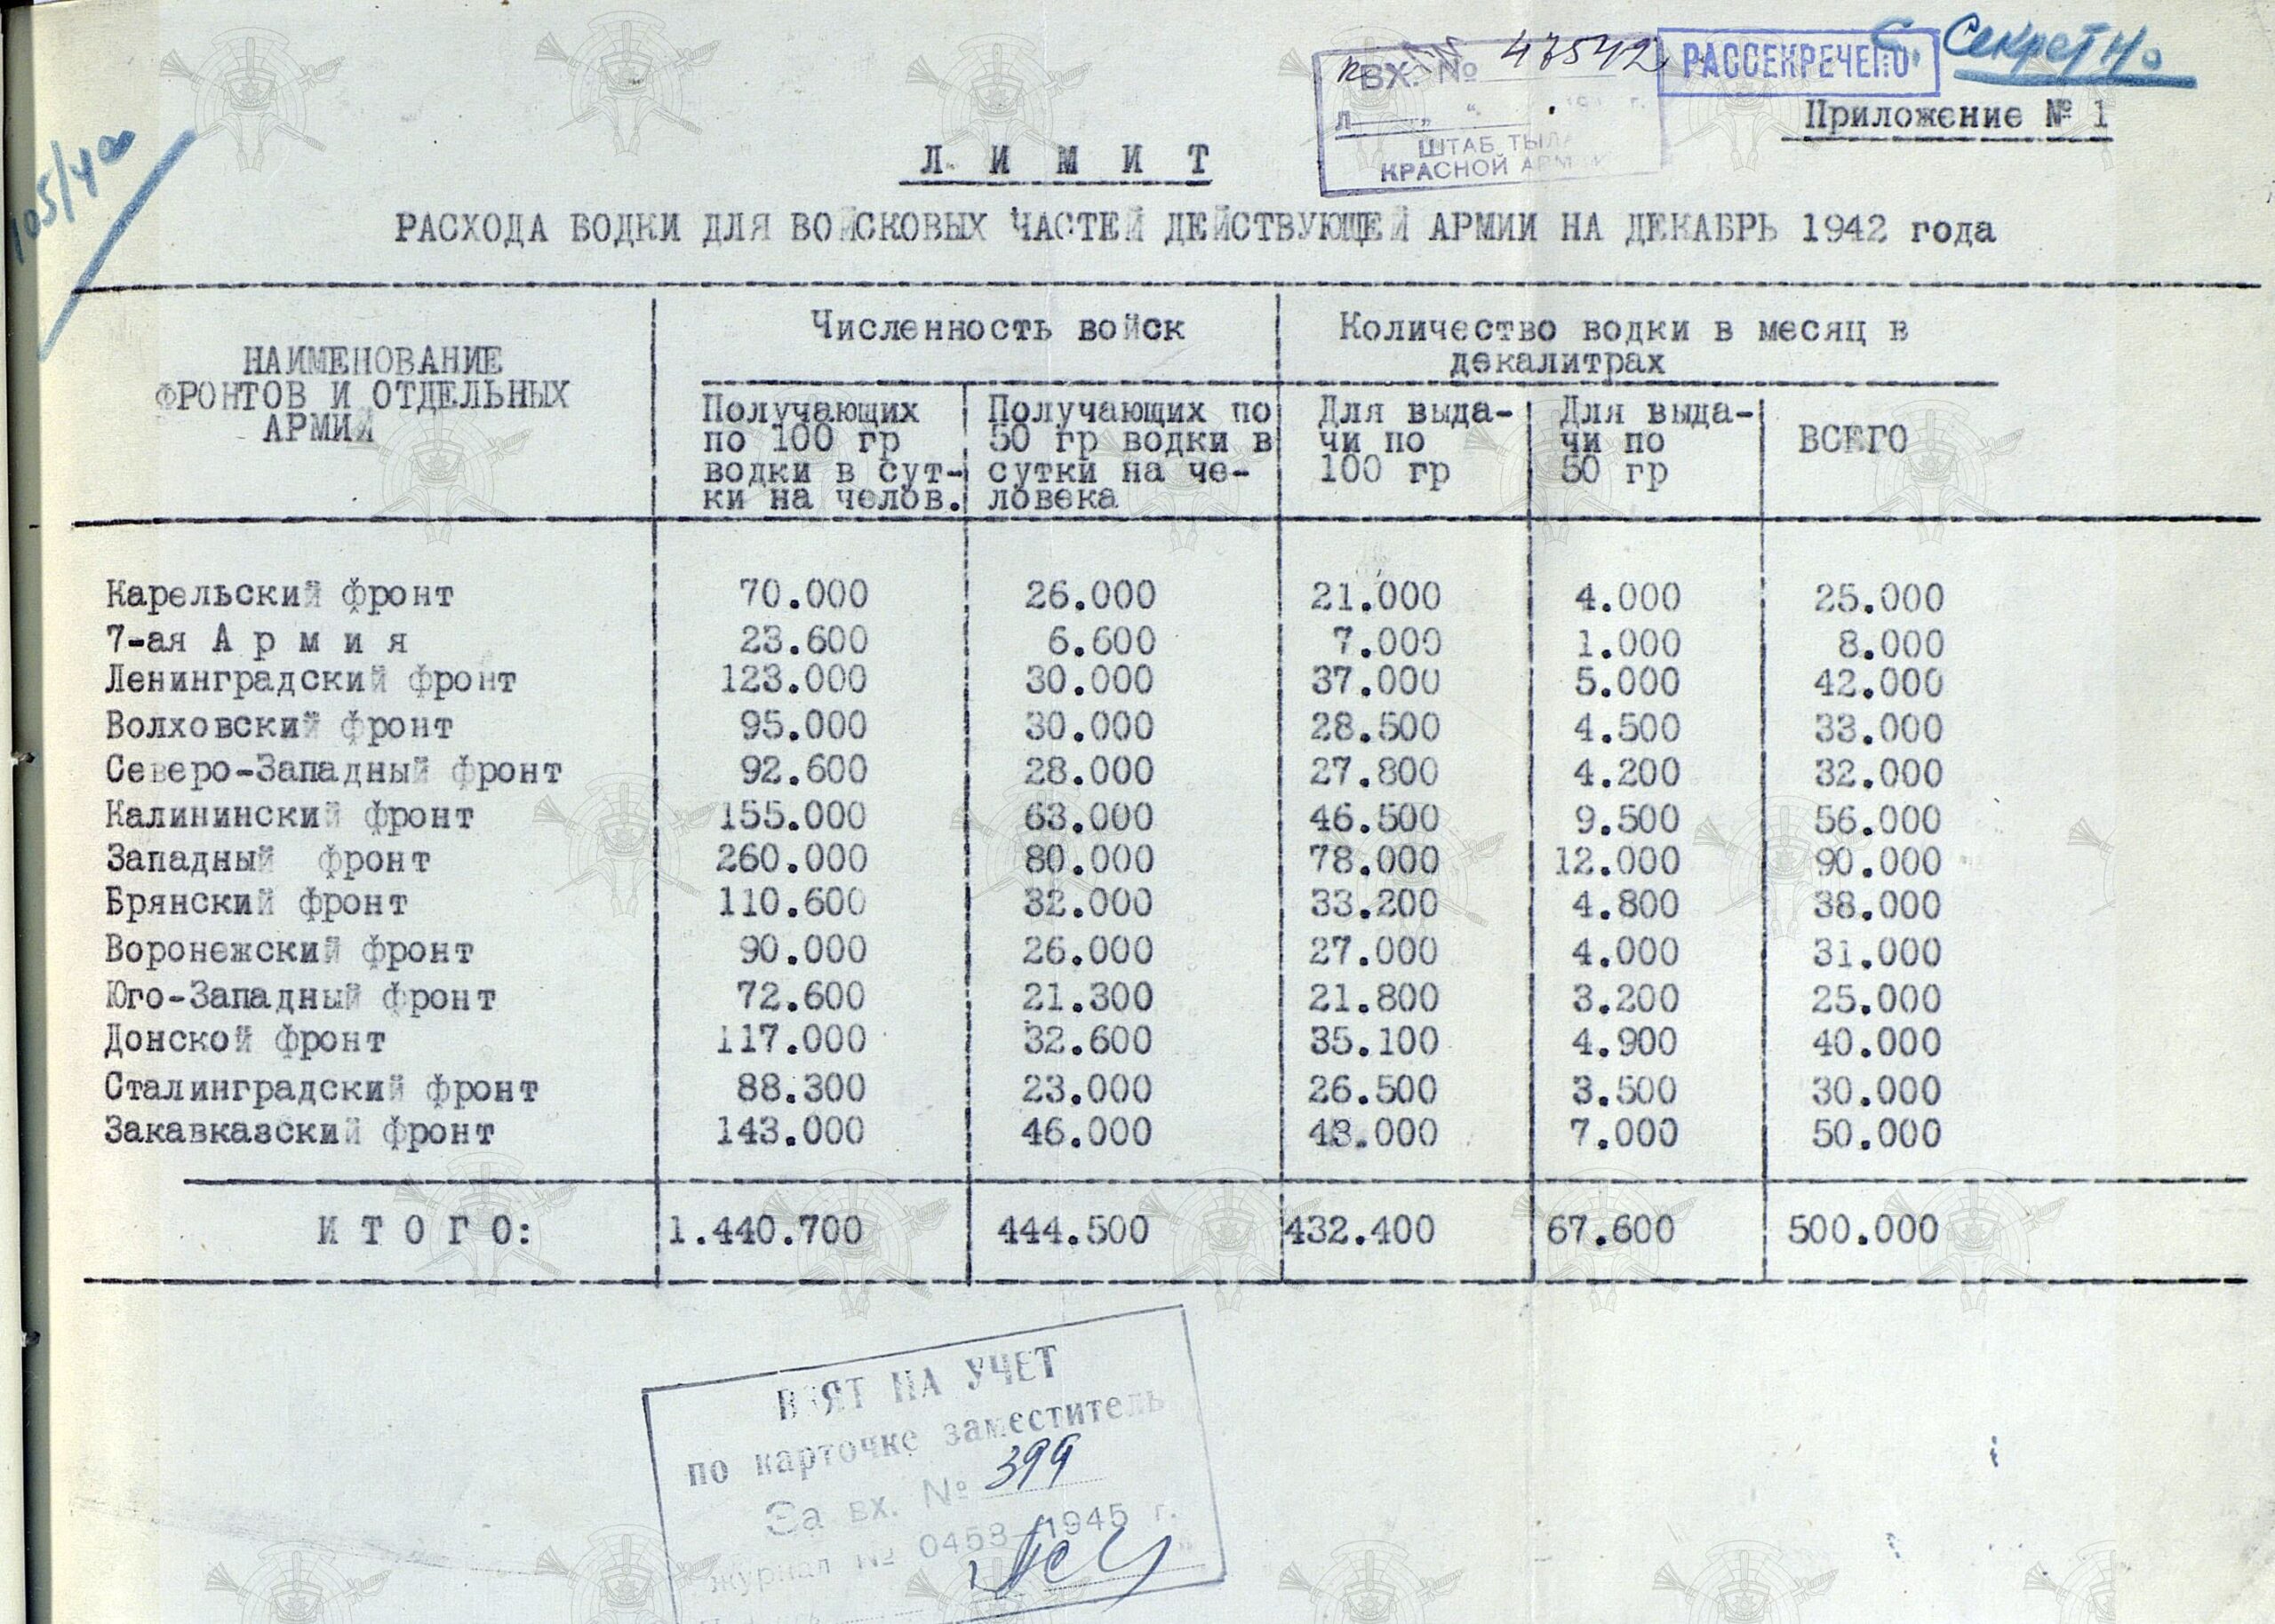 С. Секретно
РАССЕКРЕЧЕНО
ВХ. № 47542
ШТАБ ТЫЛА
КРАСНОЙ АРМИИ
Приложение № 1
105/400
Л И М И Т
РАСХОДА ВОДКИ ДЛЯ ВОЙСКОВЫХ ЧАСТЕЙ ДЕЙСТВУЮЩЕЙ АРМИИ НА ДЕКАБРЬ 1942 года
НАИМЕНОВАНИЕ
ФРОНТОВ И ОТДЕЛЬНЫХ
АРМИЙ
Численность войск
Количество водки в месяц в
декалитрах
Получающих
по 100 гр
водки в сут-
ки на челов.
Получающих по
50 гр водки в
сутки на че-
ловека
Для выда-
чи по
100 гр
Для выда-
чи по
50 гр
ВСЕГО
Карельский фронт 70.000 26.000 21.000 4.000 25.000
7-ая А р м и я 23.600 6.600 7.000 1.000 8.000
Ленинградский фронт 123.000 30.000 37.000 5.000 42.000
Волховский фронт 95.000 30.000 28.500 4.500 33.000
Северо-Западный фронт 92.600 28.000 27.800 4.200 32.000
Калининский фронт 155.000 63.000 46.500 9.500 56.000
Западный фронт 260.000 80.000 78.000 12.000 90.000
Брянский фронт 110.600 32.000 33.200 4.800 38.000
Воронежский фронт 90.000 26.000 27.000 4.000 31.000
Юго-Западный фронт 72.600 21.300 21.800 3.200 25.000
Донской фронт 117.000 32.600 35.100 4.900 40.000
Сталинградский фронт 88.300 23.000 26.500 3.500 30.000
Закавказский фронт 143.000 46.000 43.000 7.000 50.000
И Т О Г О: 1.440.700 444.500 432.400 67.600 500.000
ВЗЯТ НА УЧЕТ
по карточке заместитель
За вх. № 399
журнал № 0458 1945 г.